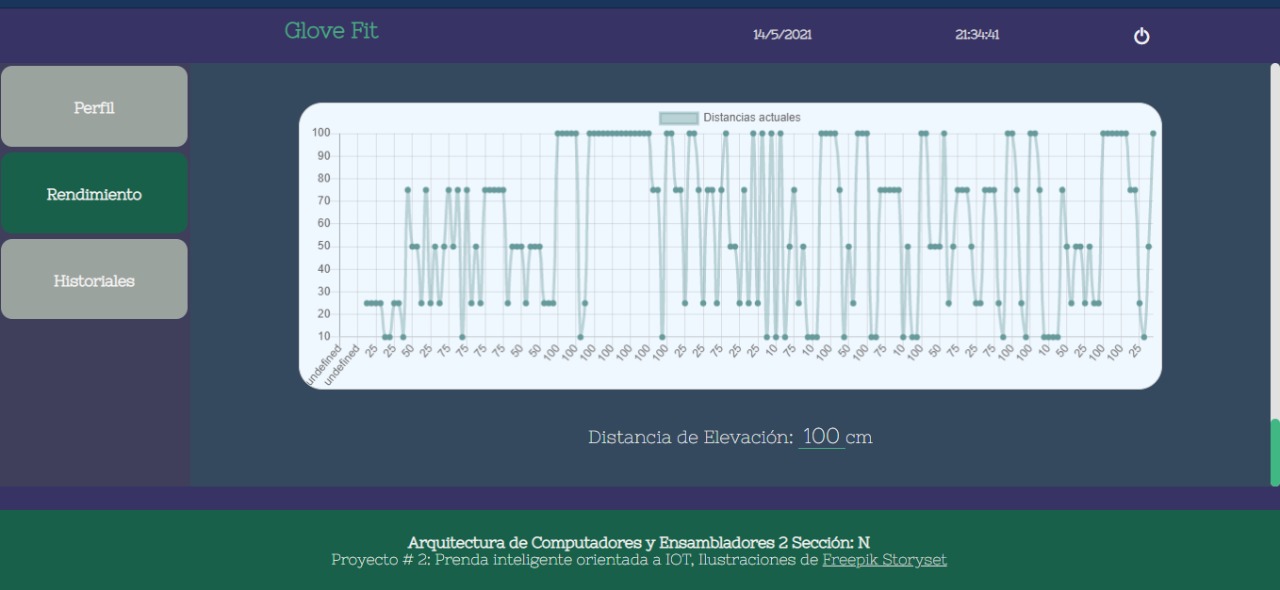 Glove Fit
14/5/2021
21:34:41
Perfil
Rendimiento
Historiales
Distancias actuales
100
90
80
70
60
50
40
30
20
10
undefined undefined 25 25 50 25 75 75 75 75 50 50 100 100 100 100 100 100 100 25 25 75 25 25 10 75 10 100 50 100 75 10 100 50 75 25 75 100 100 10 50 25 100 100 25
Distancia de Elevación: 100 cm
Arquitectura de Computadores y Ensambladores 2 Sección: N
Proyecto # 2: Prenda inteligente orientada a IOT, Ilustraciones de Freepik Storyset